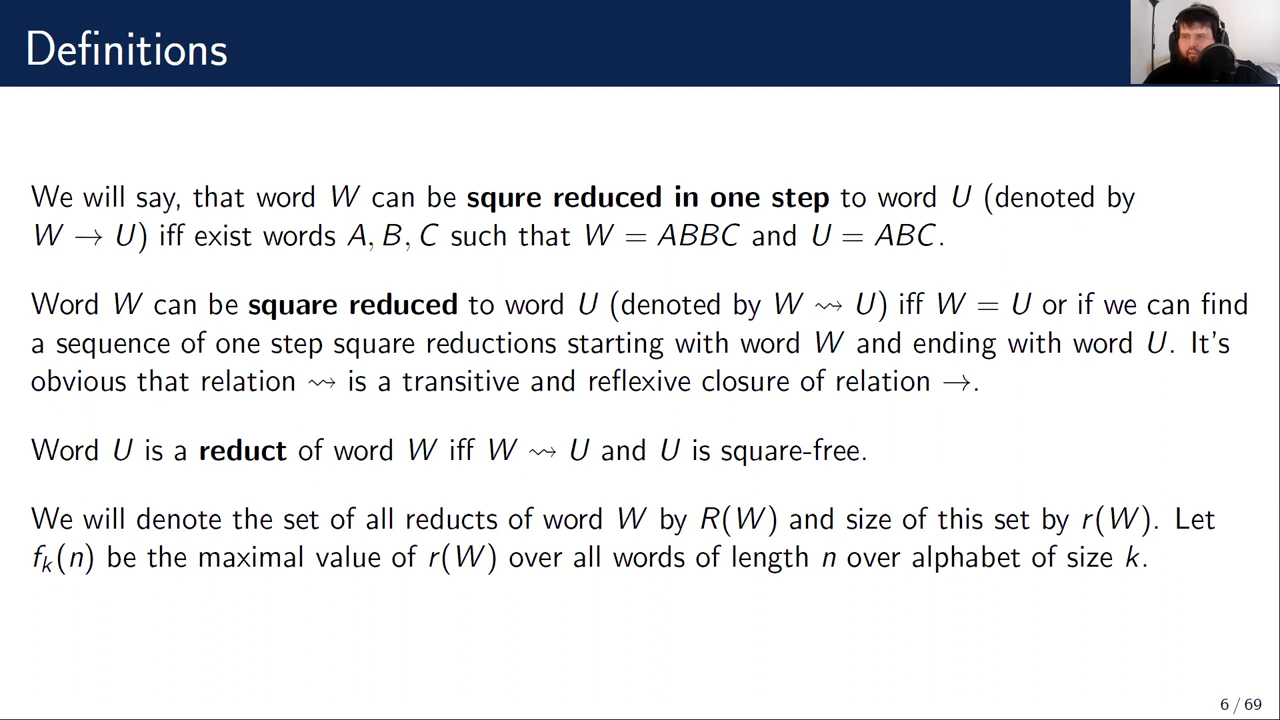 Definitions
We will say, that word W can be squre reduced in one step to word U (denoted by
W → U) iff exist words A, B, C such that W = ABBC and U = ABC.
Word W can be square reduced to word U (denoted by W ⇝ U) iff W = U or if we can find
a sequence of one step square reductions starting with word W and ending with word U. It's
obvious that relation ⇝ is a transitive and reflexive closure of relation →.
Word U is a reduct of word W iff W ⇝ U and U is square-free.
We will denote the set of all reducts of word W by R(W) and size of this set by r(W). Let
fₖ(n) be the maximal value of r(W) over all words of length n over alphabet of size k.
6 / 69